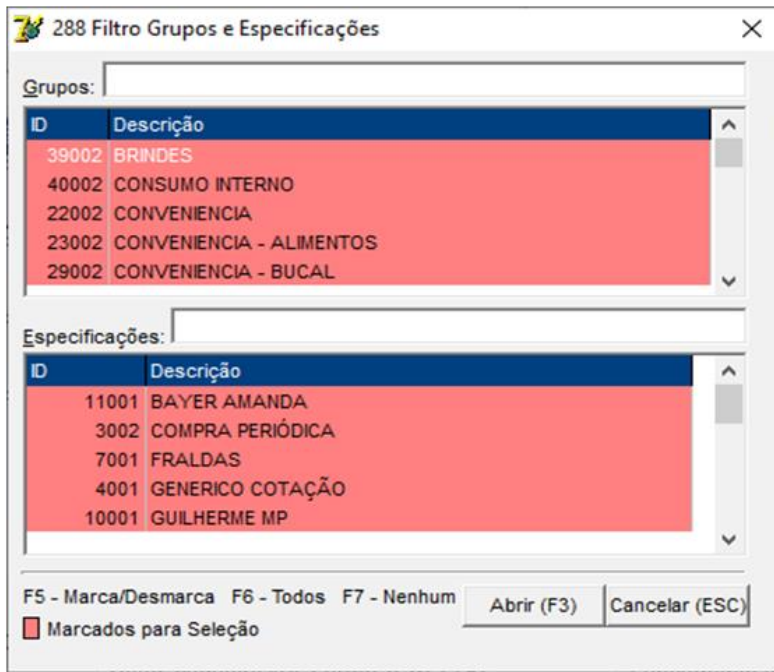 288 Filtro Grupos e Especificações
Grupos:
ID Descrição
39002 BRINDES
40002 CONSUMO INTERNO
22002 CONVENIENCIA
23002 CONVENIENCIA - ALIMENTOS
29002 CONVENIENCIA - BUCAL
Especificações:
ID Descrição
11001 BAYER AMANDA
3002 COMPRA PERIÓDICA
7001 FRALDAS
4001 GENERICO COTAÇÃO
10001 GUILHERME MP
F5 - Marca/Desmarca F6 - Todos F7 - Nenhum Abrir (F3) Cancelar (ESC)
Marcados para Seleção